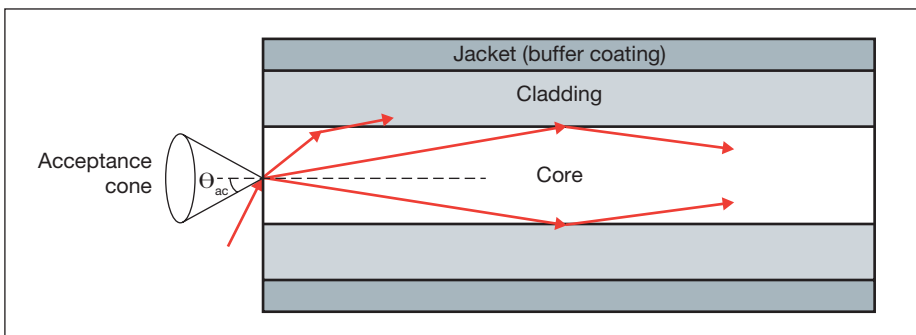 Jacket (buffer coating)
Cladding
Acceptance
cone
Θac
Core